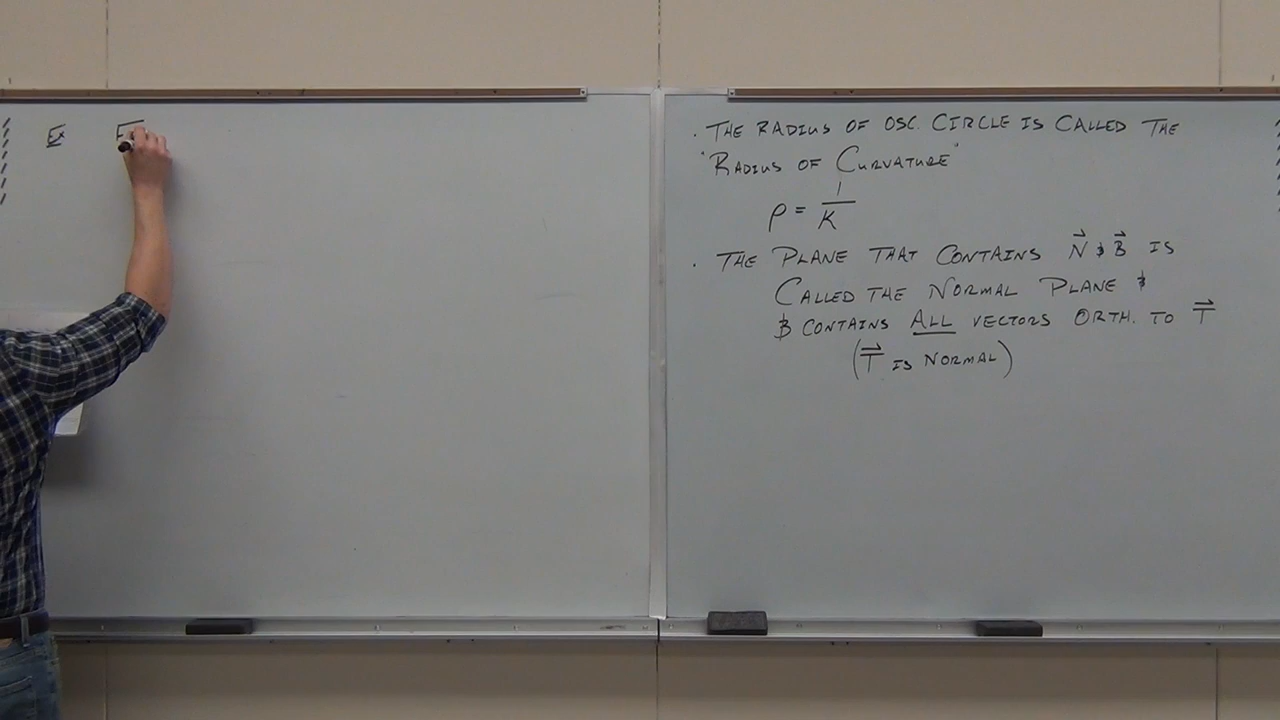 Ex F
. THE RADIUS OF OSC. CIRCLE IS CALLED THE
"RADIUS OF CURVATURE"
ρ = 1/K
. THE PLANE THAT CONTAINS N⃗ & B⃗ IS
CALLED THE NORMAL PLANE &
& CONTAINS ALL VECTORS ORTH. TO T⃗
(T⃗ IS NORMAL)